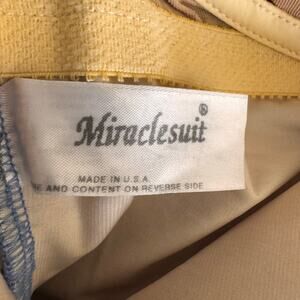 Miraclesuit®
MADE IN U.S.A.
AND CONTENT ON REVERSE SIDE